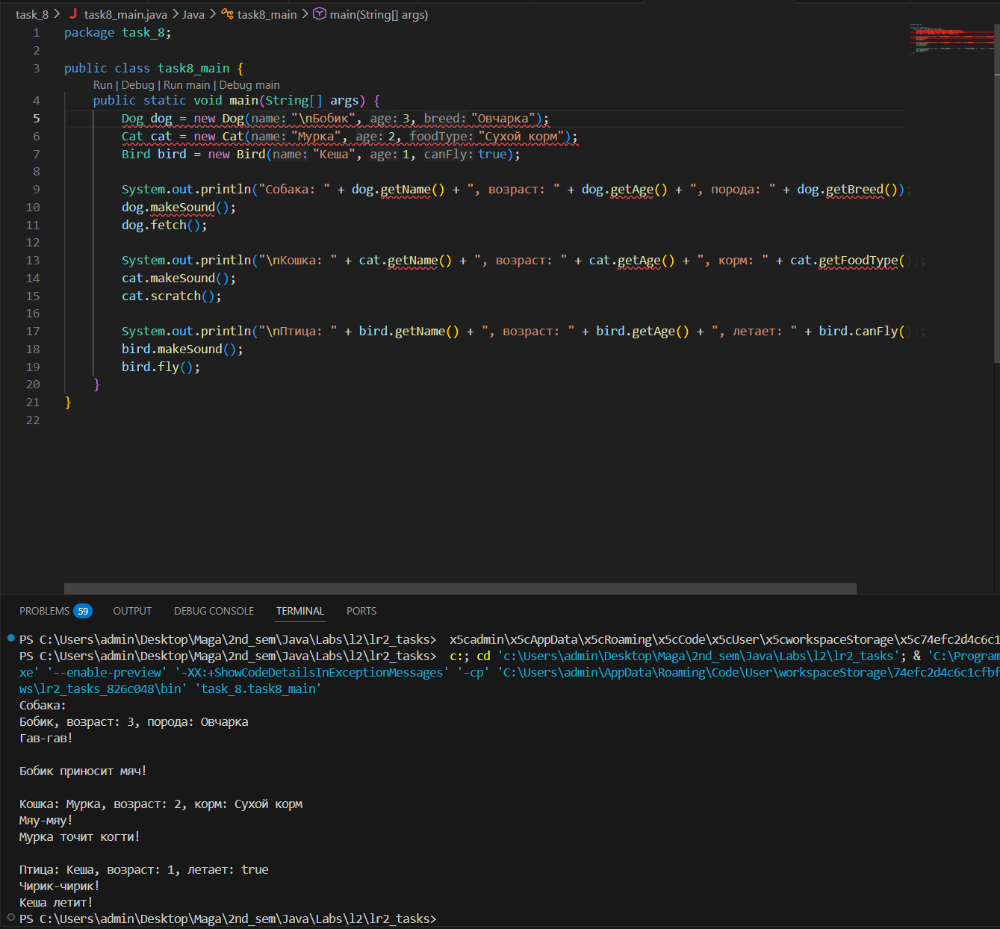 task_8 > J task8_main.java > Java > task8_main > main(String[] args)
1 package task_8;
2
3 public class task8_main {
Run | Debug | Run main | Debug main
4 public static void main(String[] args) {
5 Dog dog = new Dog(name: "\nБобик", age: 3, breed: "Овчарка");
6 Cat cat = new Cat(name: "Мурка", age: 2, foodType: "Сухой корм");
7 Bird bird = new Bird(name: "Кеша", age: 1, canFly: true);
8
9 System.out.println("Собака: " + dog.getName() + ", возраст: " + dog.getAge() + ", порода: " + dog.getBreed());
10 dog.makeSound();
11 dog.fetch();
12
13 System.out.println("\nКошка: " + cat.getName() + ", возраст: " + cat.getAge() + ", корм: " + cat.getFoodType());
14 cat.makeSound();
15 cat.scratch();
16
17 System.out.println("\nПтица: " + bird.getName() + ", возраст: " + bird.getAge() + ", летает: " + bird.canFly());
18 bird.makeSound();
19 bird.fly();
20 }
21 }
22
PROBLEMS 59 OUTPUT DEBUG CONSOLE TERMINAL PORTS
PS C:\Users\admin\Desktop\Maga\2nd_sem\Java\Labs\l2\lr2_tasks> x5cadmin\x5cAppData\x5cRoaming\x5cCode\x5cUser\x5cworkspaceStorage\x5c74efc2d4c6c1
PS C:\Users\admin\Desktop\Maga\2nd_sem\Java\Labs\l2\lr2_tasks> c:; cd 'c:\Users\admin\Desktop\Maga\2nd_sem\Java\Labs\l2\lr2_tasks'; & 'C:\Program
xe' '--enable-preview' '-XX:+ShowCodeDetailsInExceptionMessages' '-cp' 'C:\Users\admin\AppData\Roaming\Code\User\workspaceStorage\74efc2d4c6c1cfbf
ws\lr2_tasks_826c048\bin' 'task_8.task8_main'
Собака:
Бобик, возраст: 3, порода: Овчарка
Гав-гав!
Бобик приносит мяч!
Кошка: Мурка, возраст: 2, корм: Сухой корм
Мяу-мяу!
Мурка точит когти!
Птица: Кеша, возраст: 1, летает: true
Чирик-чирик!
Кеша летит!
PS C:\Users\admin\Desktop\Maga\2nd_sem\Java\Labs\l2\lr2_tasks>